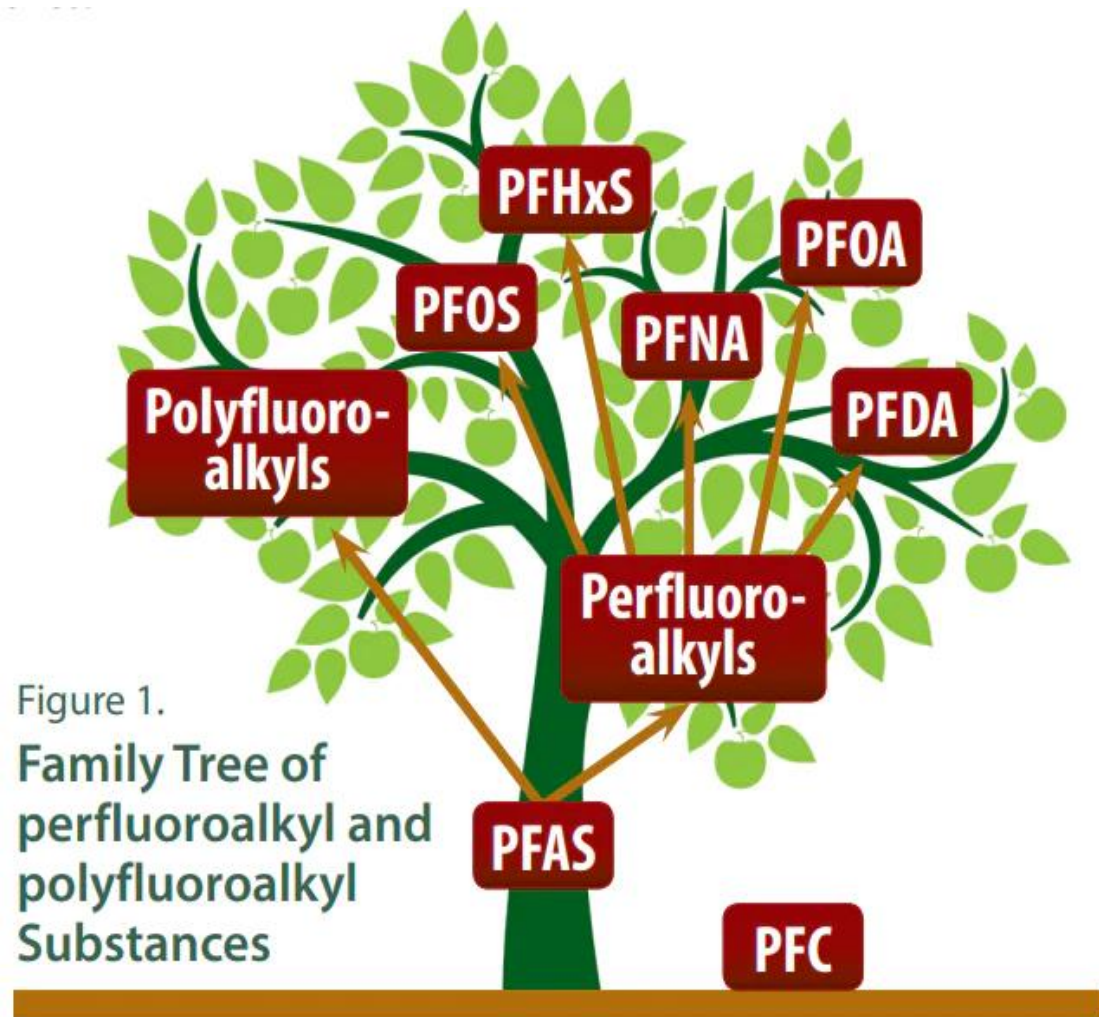 PFHxS
PFOA
PFOS
PFNA
PFDA
Polyfluoro-
alkyls
Perfluoro-
alkyls
Figure 1.
Family Tree of
perfluoroalkyl and
polyfluoroalkyl
Substances
PFAS
PFC